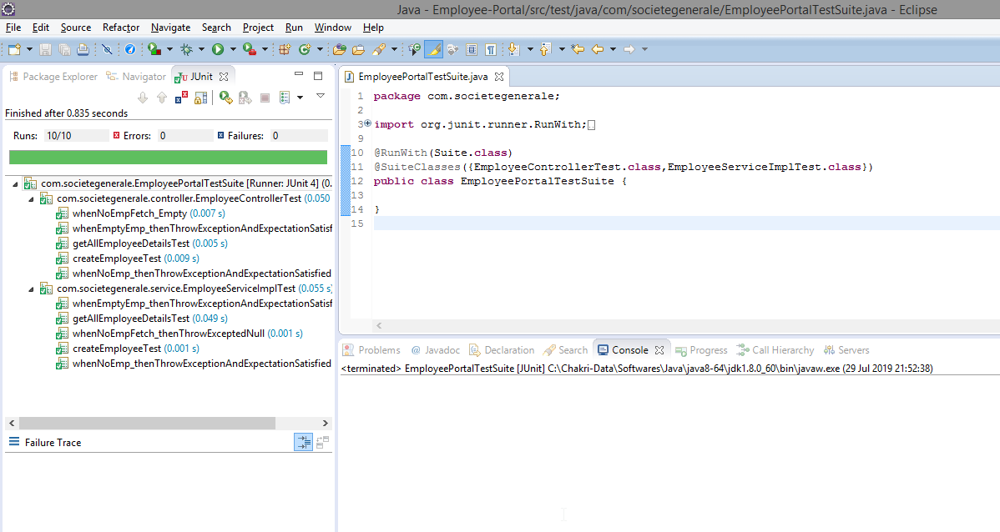 Java - Employee-Portal/src/test/java/com/societegenerale/EmployeePortalTestSuite.java - Eclipse
File Edit Source Refactor Navigate Search Project Run Window Help
Package Explorer Navigator JUnit
Finished after 0.835 seconds
Runs: 10/10 Errors: 0 Failures: 0
com.societegenerale.EmployeePortalTestSuite [Runner: JUnit 4] (0.
com.societegenerale.controller.EmployeeControllerTest (0.050
whenNoEmpFetch_Empty (0.007 s)
whenEmptyEmp_thenThrowExceptionAndExpectationSatisf
getAllEmployeeDetailsTest (0.005 s)
createEmployeeTest (0.009 s)
whenNoEmp_thenThrowExceptionAndExpectationSatisfied
com.societegenerale.service.EmployeeServiceImplTest (0.055 s)
whenEmptyEmp_thenThrowExceptionAndExpectationSatisf
getAllEmployeeDetailsTest (0.049 s)
whenNoEmpFetch_thenThrowExceptedNull (0.001 s)
createEmployeeTest (0.001 s)
whenNoEmp_thenThrowExceptionAndExpectationSatisfied
Failure Trace
EmployeePortalTestSuite.java
1 package com.societegenerale;
2
3 import org.junit.runner.RunWith;
9
10 @RunWith(Suite.class)
11 @SuiteClasses({EmployeeControllerTest.class,EmployeeServiceImplTest.class})
12 public class EmployeePortalTestSuite {
13
14 }
15
Problems @ Javadoc Declaration Search Console Progress Call Hierarchy Servers
<terminated> EmployeePortalTestSuite [JUnit] C:\Chakri-Data\Softwares\Java\java8-64\jdk1.8.0_60\bin\javaw.exe (29 Jul 2019 21:52:38)